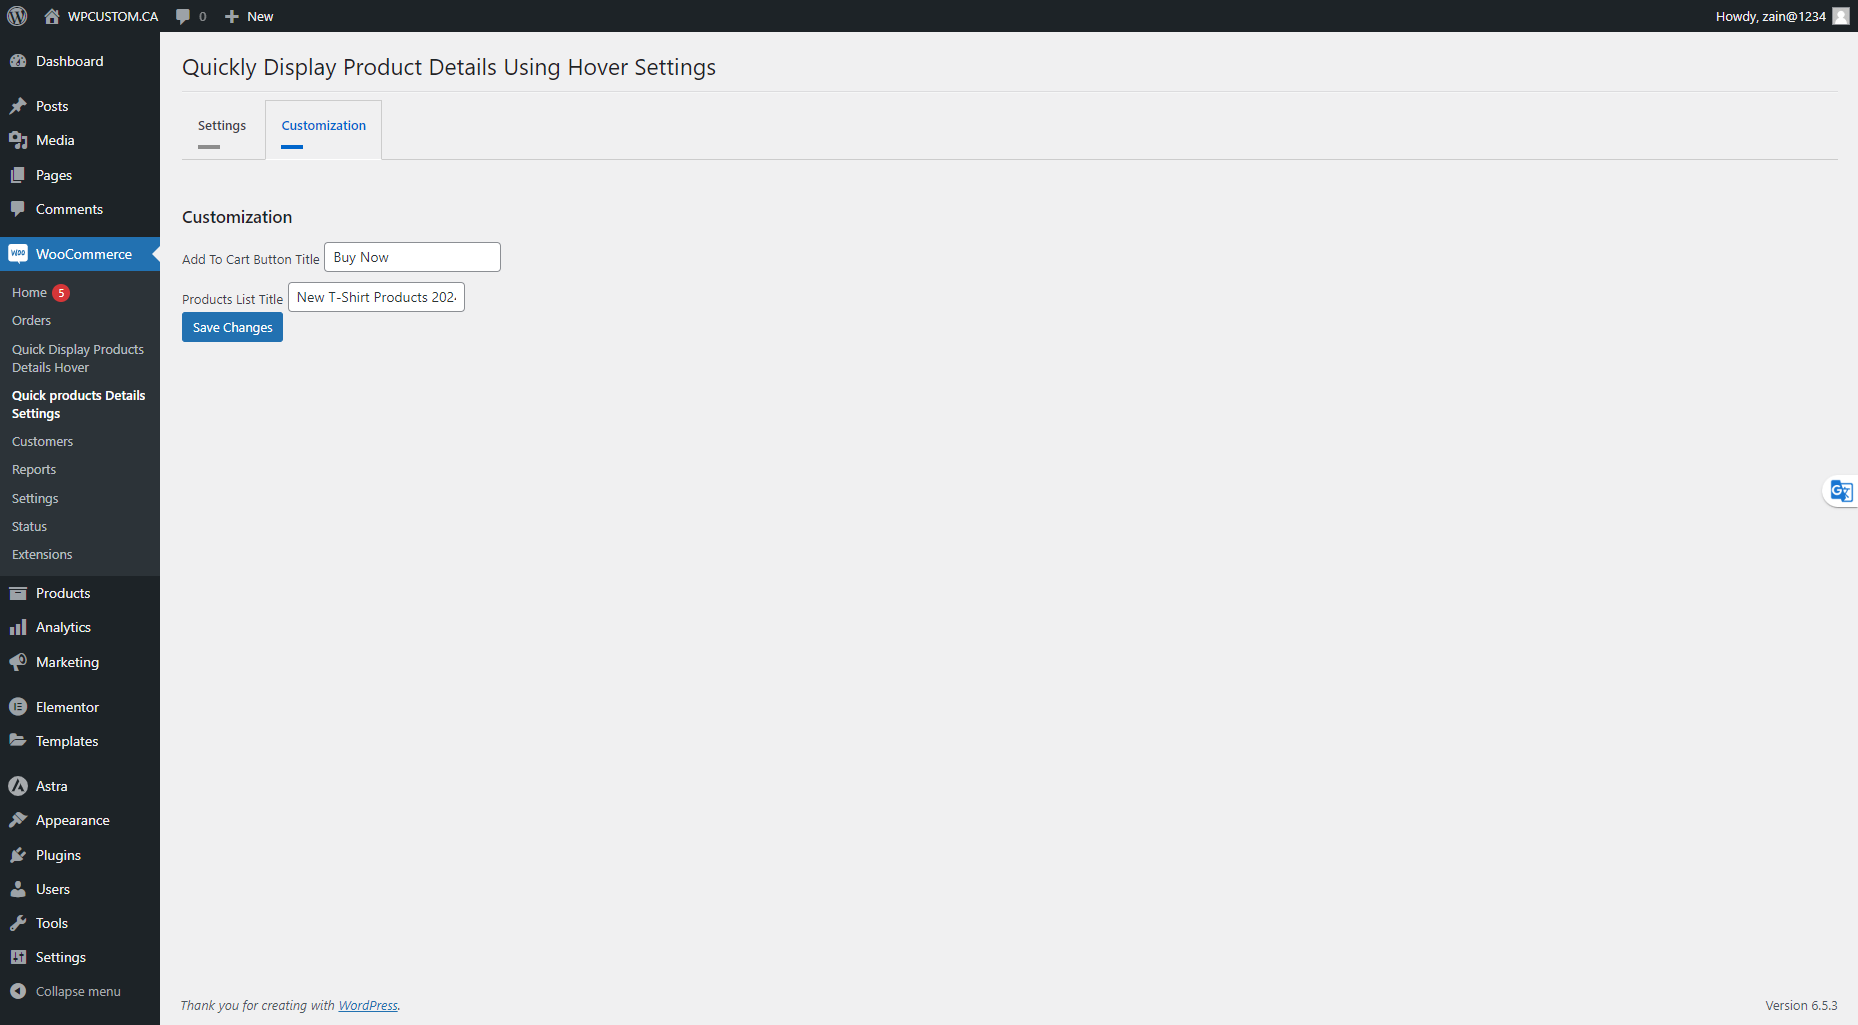 WPCUSTOM.CA 0 New Howdy, zain@1234
Dashboard
Posts
Media
Pages
Comments
WOO WooCommerce
Home 5
Orders
Quick Display Products
Details Hover
Quick products Details
Settings
Customers
Reports
Settings
Status
Extensions
Products
Analytics
Marketing
Elementor
Templates
Astra
Appearance
Plugins
Users
Tools
Settings
Collapse menu
Quickly Display Product Details Using Hover Settings
Settings Customization
Customization
Add To Cart Button Title Buy Now
Products List Title New T-Shirt Products 202
Save Changes
Thank you for creating with WordPress.
Version 6.5.3